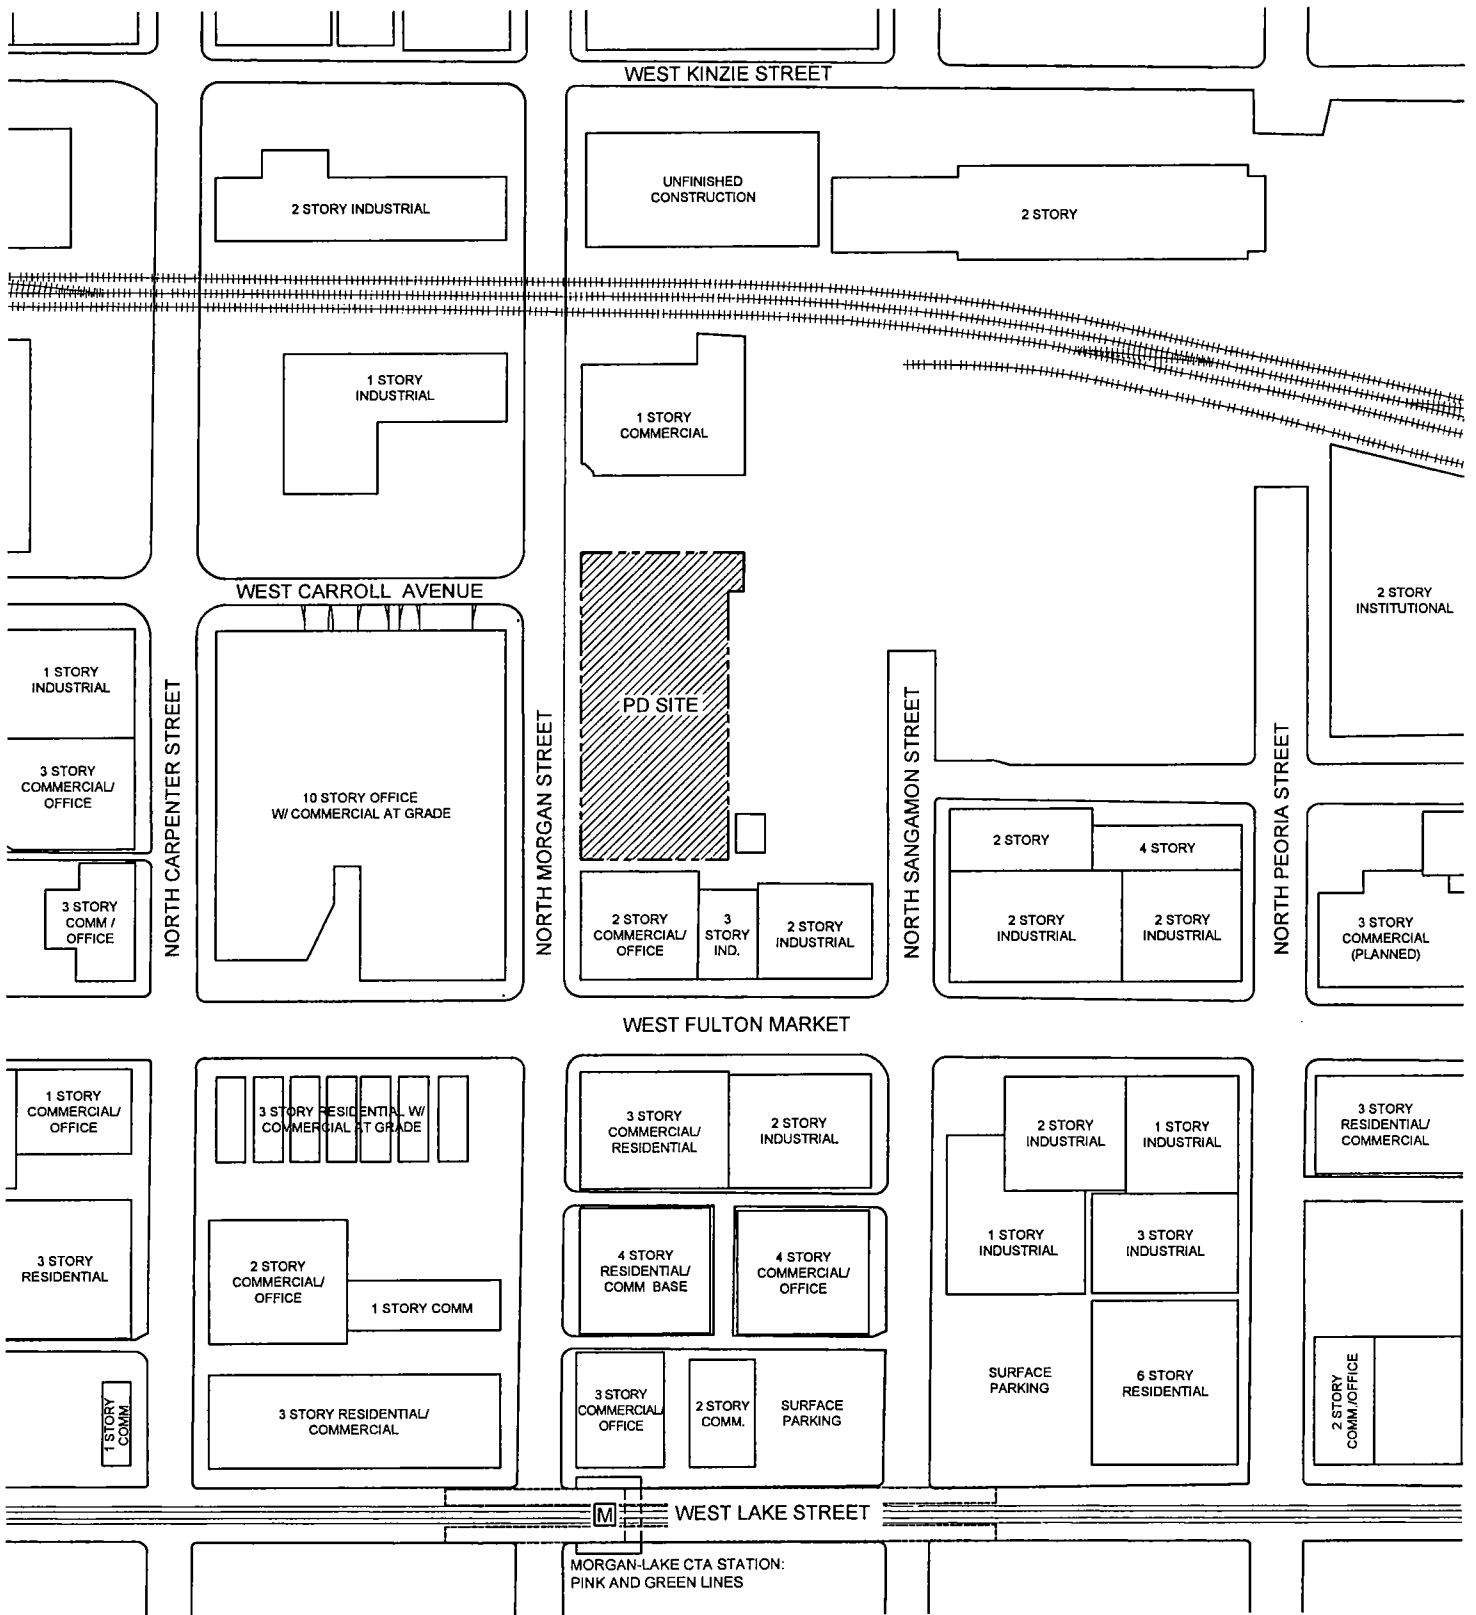 WEST KINZIE STREET
UNFINISHED
CONSTRUCTION
2 STORY INDUSTRIAL
2 STORY
1 STORY
INDUSTRIAL
1 STORY
COMMERCIAL
WEST CARROLL AVENUE
2 STORY
INSTITUTIONAL
1 STORY
INDUSTRIAL
PD SITE
3 STORY
COMMERCIAL/
OFFICE
NORTH CARPENTER STREET
10 STORY OFFICE
W/ COMMERCIAL AT GRADE
NORTH MORGAN STREET
NORTH SANGAMON STREET
NORTH PEORIA STREET
2 STORY
4 STORY
3 STORY
COMM /
OFFICE
2 STORY
COMMERCIAL/
OFFICE
3
STORY
IND.
2 STORY
INDUSTRIAL
2 STORY
INDUSTRIAL
2 STORY
INDUSTRIAL
3 STORY
COMMERCIAL
(PLANNED)
WEST FULTON MARKET
1 STORY
COMMERCIAL/
OFFICE
3 STORY RESIDENTIAL W/
COMMERCIAL AT GRADE
3 STORY
COMMERCIAL/
RESIDENTIAL
2 STORY
INDUSTRIAL
2 STORY
INDUSTRIAL
1 STORY
INDUSTRIAL
3 STORY
RESIDENTIAL/
COMMERCIAL
3 STORY
RESIDENTIAL
2 STORY
COMMERCIAL/
OFFICE
1 STORY COMM
4 STORY
RESIDENTIAL/
COMM BASE
4 STORY
COMMERCIAL/
OFFICE
1 STORY
INDUSTRIAL
3 STORY
INDUSTRIAL
1 STORY
COMM.
3 STORY RESIDENTIAL/
COMMERCIAL
3 STORY
COMMERCIAL/
OFFICE
2 STORY
COMM.
SURFACE
PARKING
SURFACE
PARKING
6 STORY
RESIDENTIAL
2 STORY
COMM./OFFICE
M
WEST LAKE STREET
MORGAN-LAKE CTA STATION:
PINK AND GREEN LINES